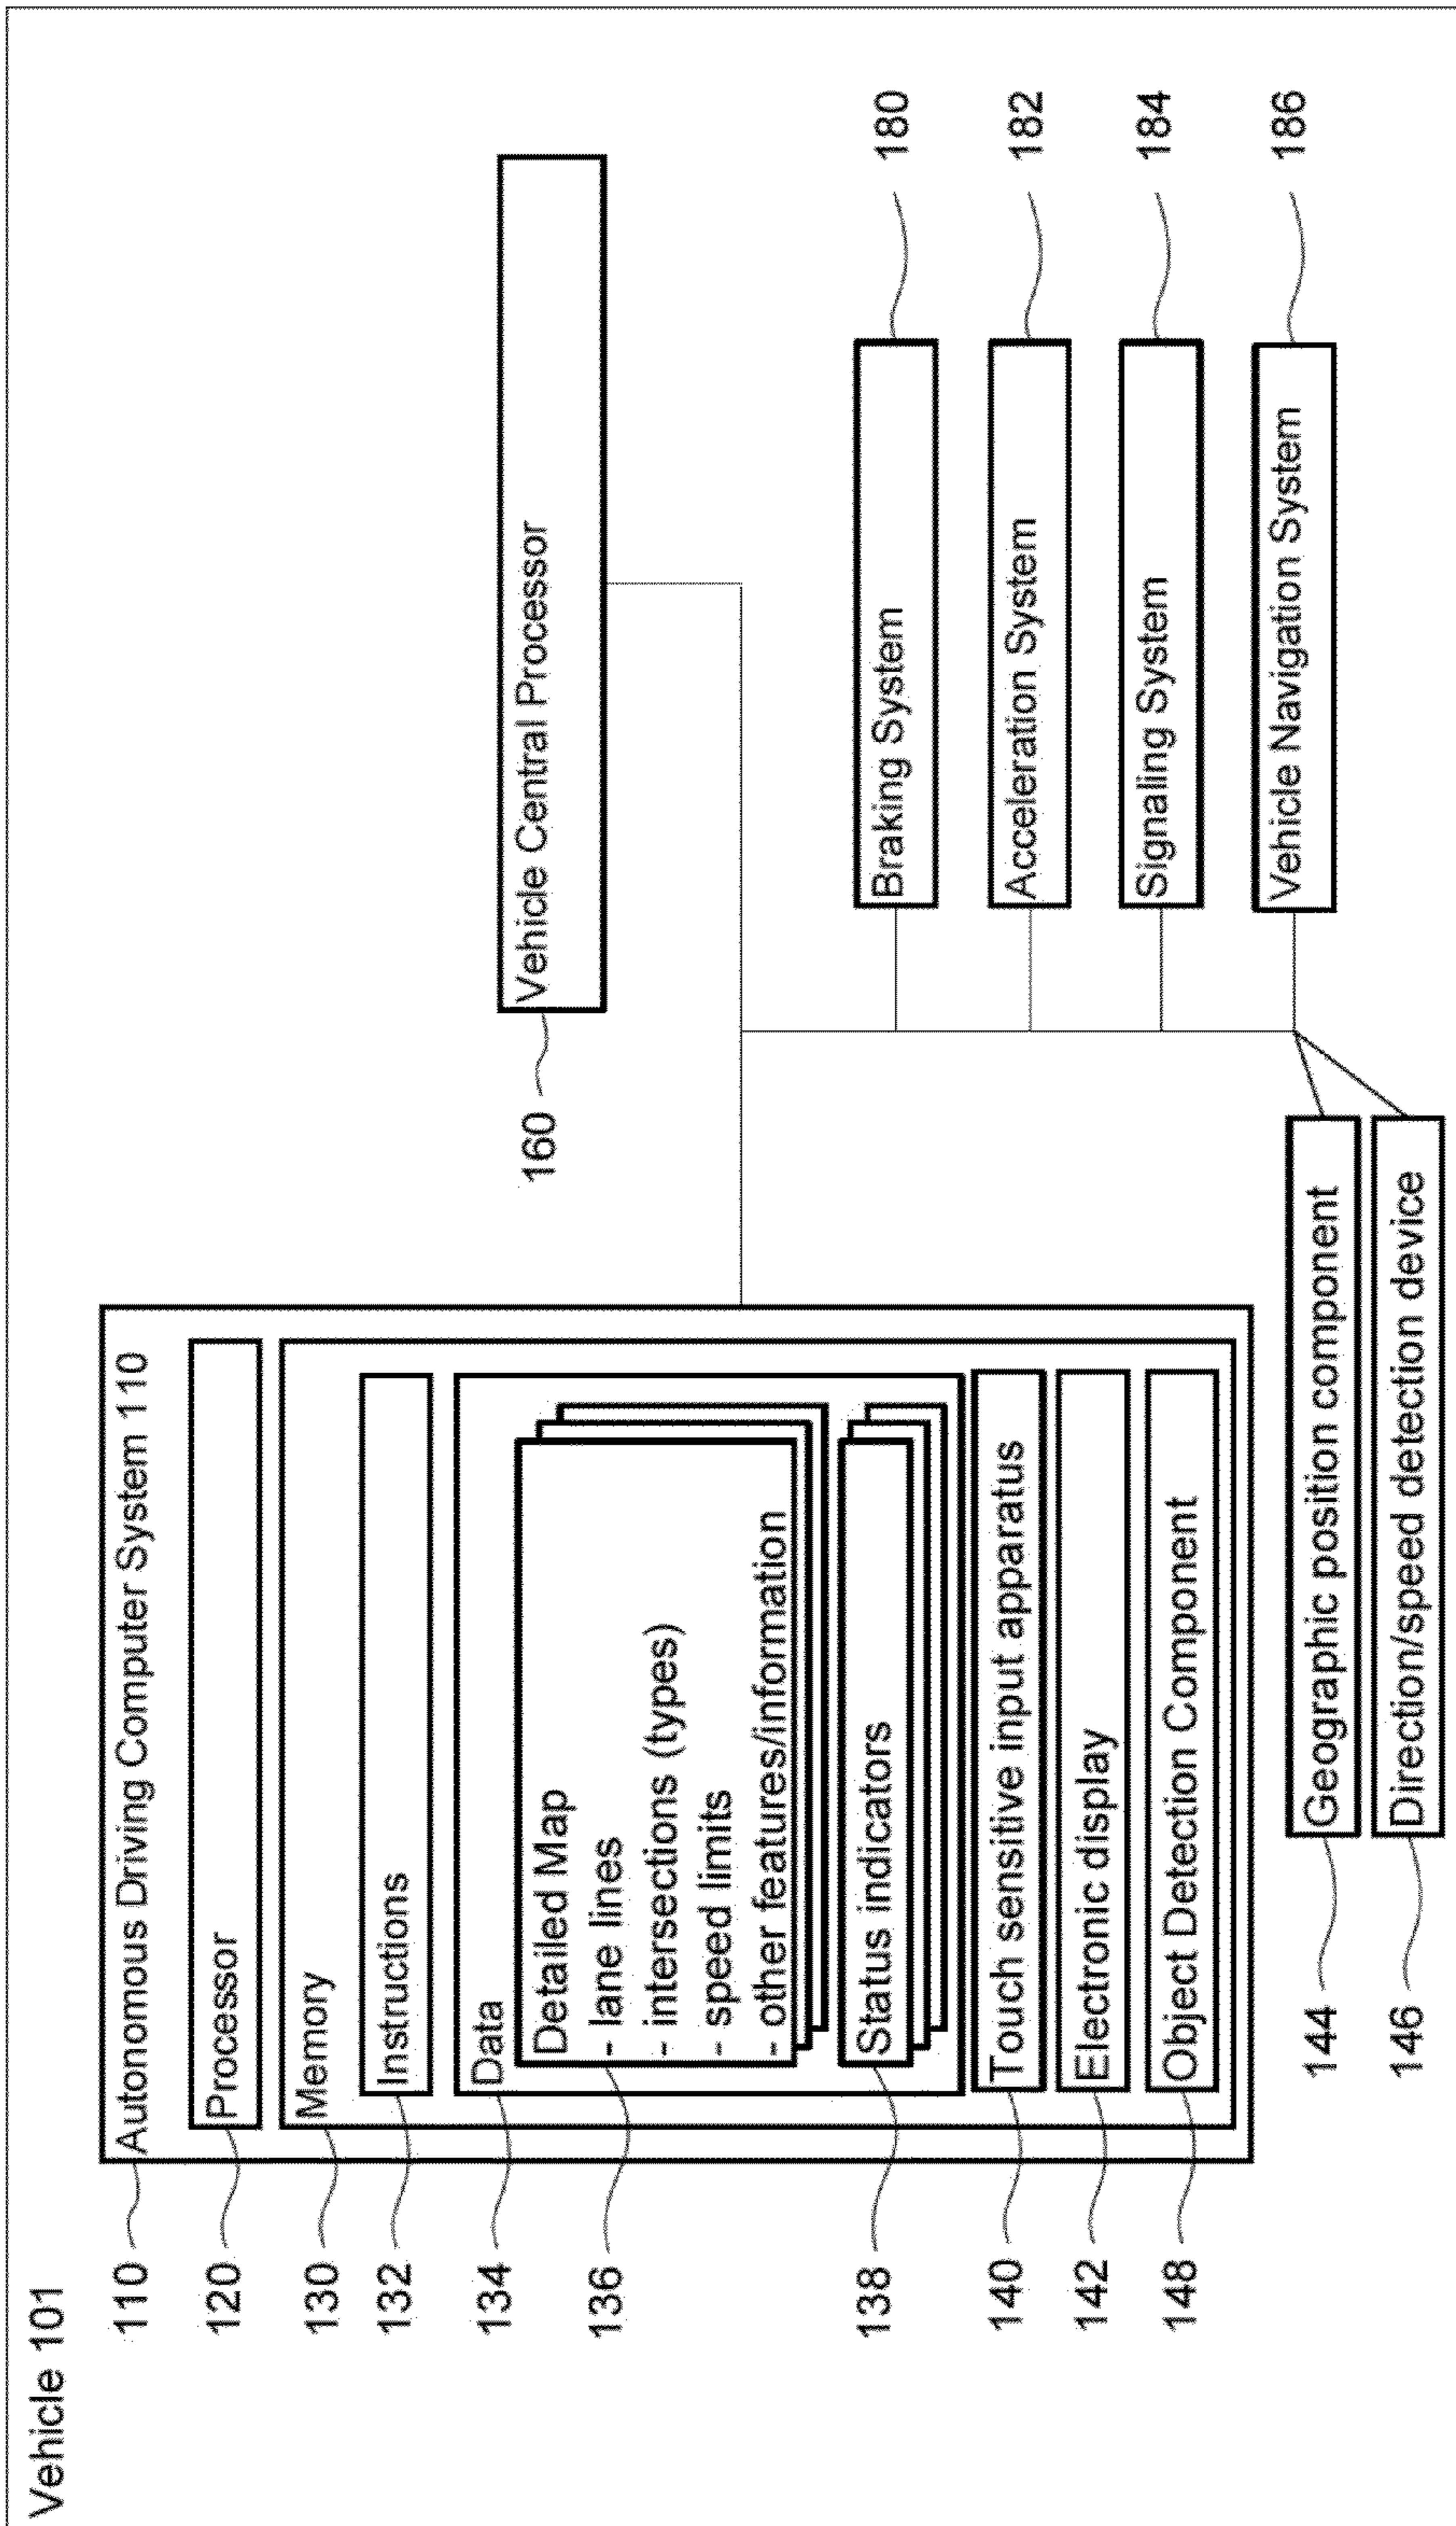 Vehicle 101
110
Autonomous Driving Computer System 110
120
Processor
130
Memory
132
Instructions
134
Data
136
Detailed Map
- lane lines
- intersections (types)
- speed limits
- other features/information
138
Status indicators
140
Touch sensitive input apparatus
142
Electronic display
148
Object Detection Component
144
Geographic position component
146
Direction/speed detection device
160
Vehicle Central Processor
Braking System
180
Acceleration System
182
Signaling System
184
Vehicle Navigation System
186